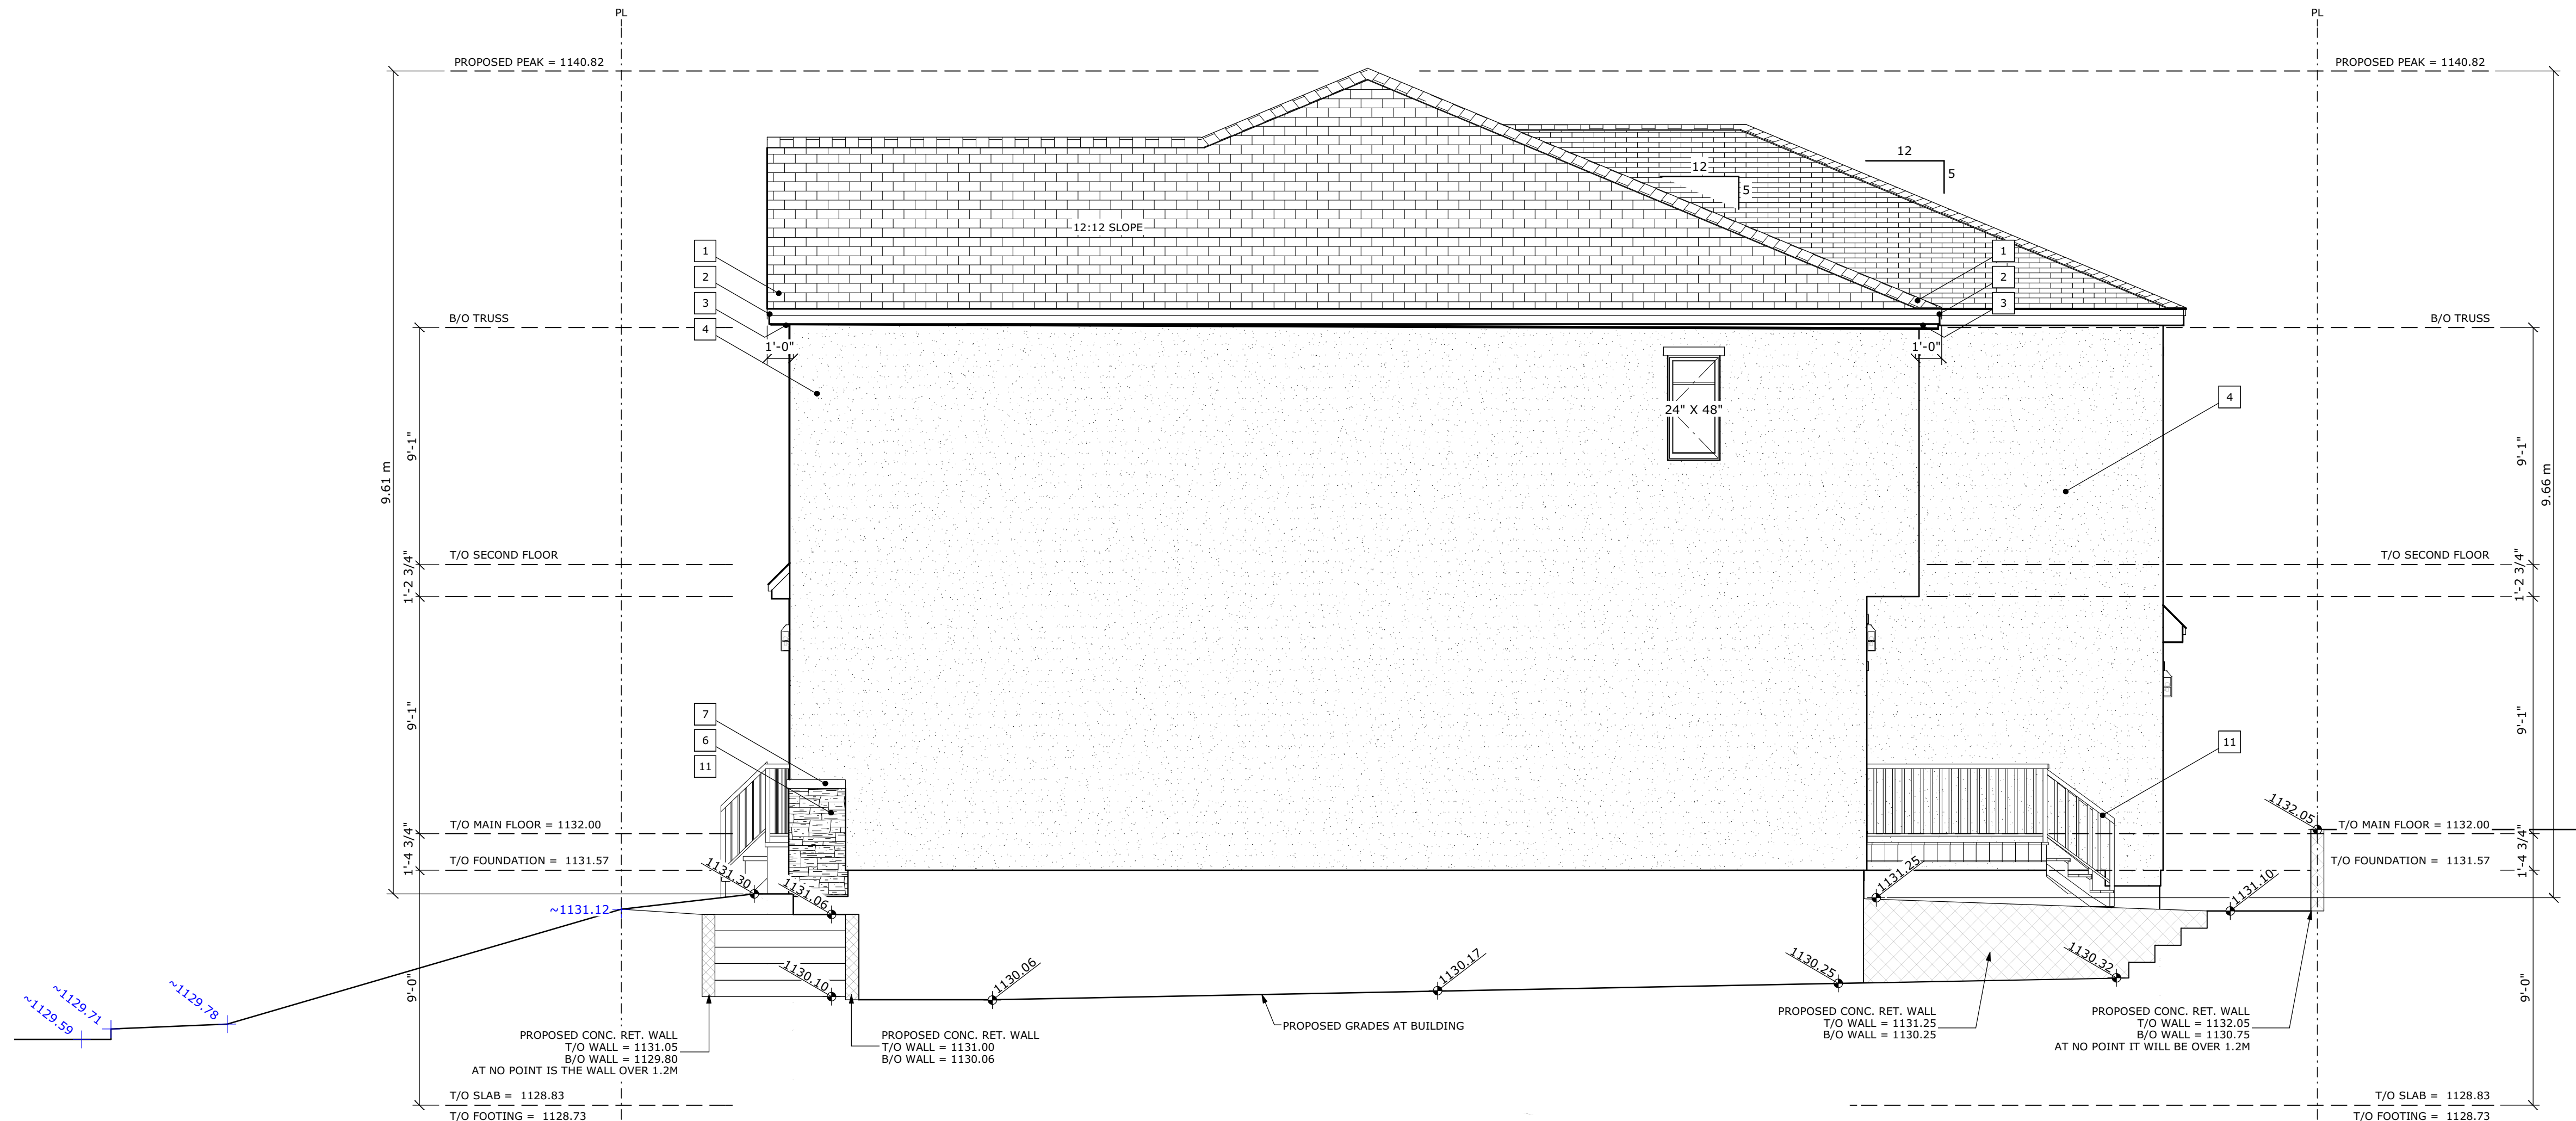 PL
PL
PROPOSED PEAK = 1140.82
PROPOSED PEAK = 1140.82
12
5
12
5
12:12 SLOPE
1
2
3
4
1
2
3
B/O TRUSS
B/O TRUSS
1'-0"
1'-0"
24" X 48"
4
9'-1"
9'-1"
9.61 m
9.66 m
T/O SECOND FLOOR
T/O SECOND FLOOR
1'-2 3/4"
1'-2 3/4"
9'-1"
9'-1"
7
6
11
11
1132.05
T/O MAIN FLOOR = 1132.00
T/O MAIN FLOOR = 1132.00
1'-4 3/4"
1'-4 3/4"
T/O FOUNDATION = 1131.57
T/O FOUNDATION = 1131.57
1131.30
1131.06
1131.25
1131.10
~1131.12
1130.10
1130.06
1130.17
1130.25
1130.32
9'-0"
9'-0"
~1129.59
~1129.71
~1129.78
PROPOSED CONC. RET. WALL
T/O WALL = 1131.05
B/O WALL = 1129.80
AT NO POINT IS THE WALL OVER 1.2M
PROPOSED CONC. RET. WALL
T/O WALL = 1131.00
B/O WALL = 1130.06
PROPOSED GRADES AT BUILDING
PROPOSED CONC. RET. WALL
T/O WALL = 1131.25
B/O WALL = 1130.25
PROPOSED CONC. RET. WALL
T/O WALL = 1132.05
B/O WALL = 1130.75
AT NO POINT IT WILL BE OVER 1.2M
T/O SLAB = 1128.83
T/O SLAB = 1128.83
T/O FOOTING = 1128.73
T/O FOOTING = 1128.73